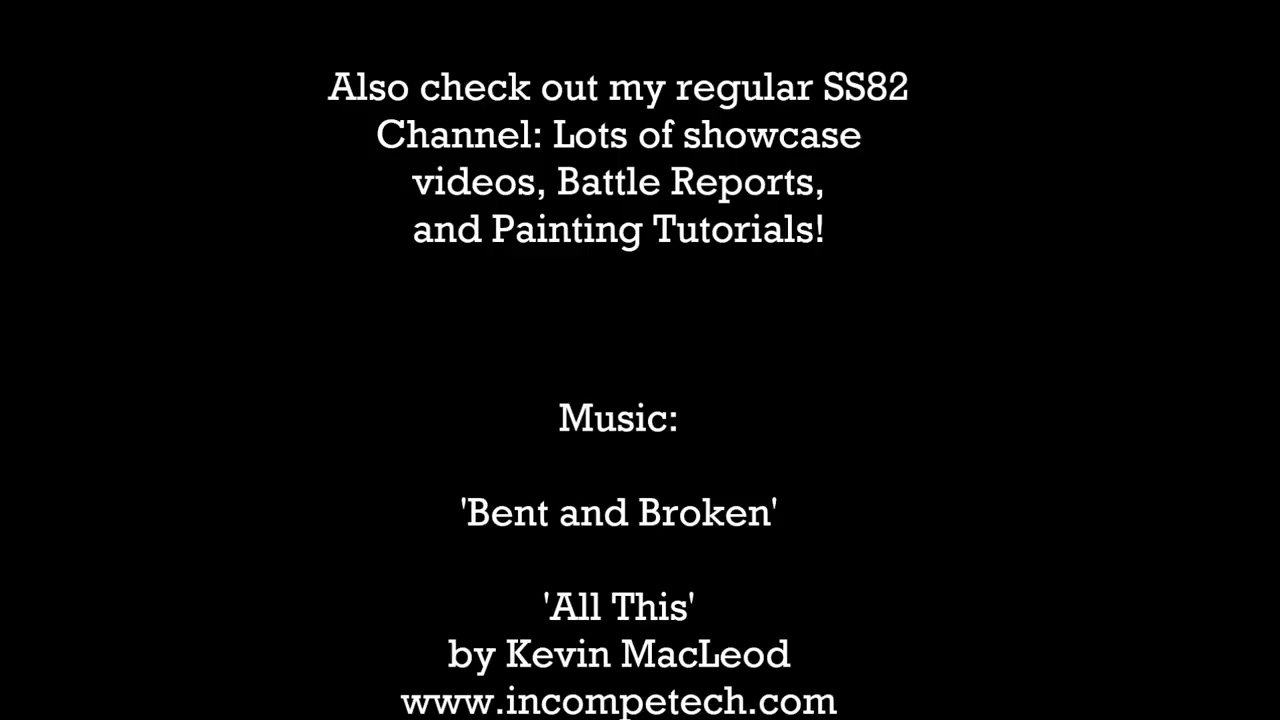 Also check out my regular SS82
Channel: Lots of showcase
videos, Battle Reports,
and Painting Tutorials!
Music:
'Bent and Broken'
'All This'
by Kevin MacLeod
www.incompetech.com